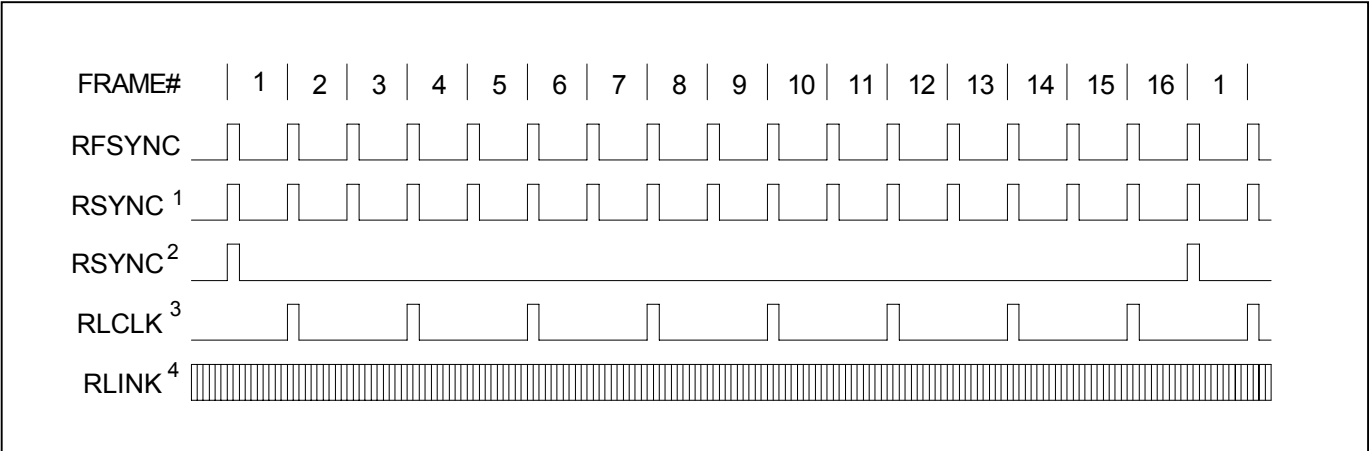 FRAME# 1 2 3 4 5 6 7 8 9 10 11 12 13 14 15 16 1
RFSYNC
RSYNC 1
RSYNC 2
RLCLK 3
RLINK 4